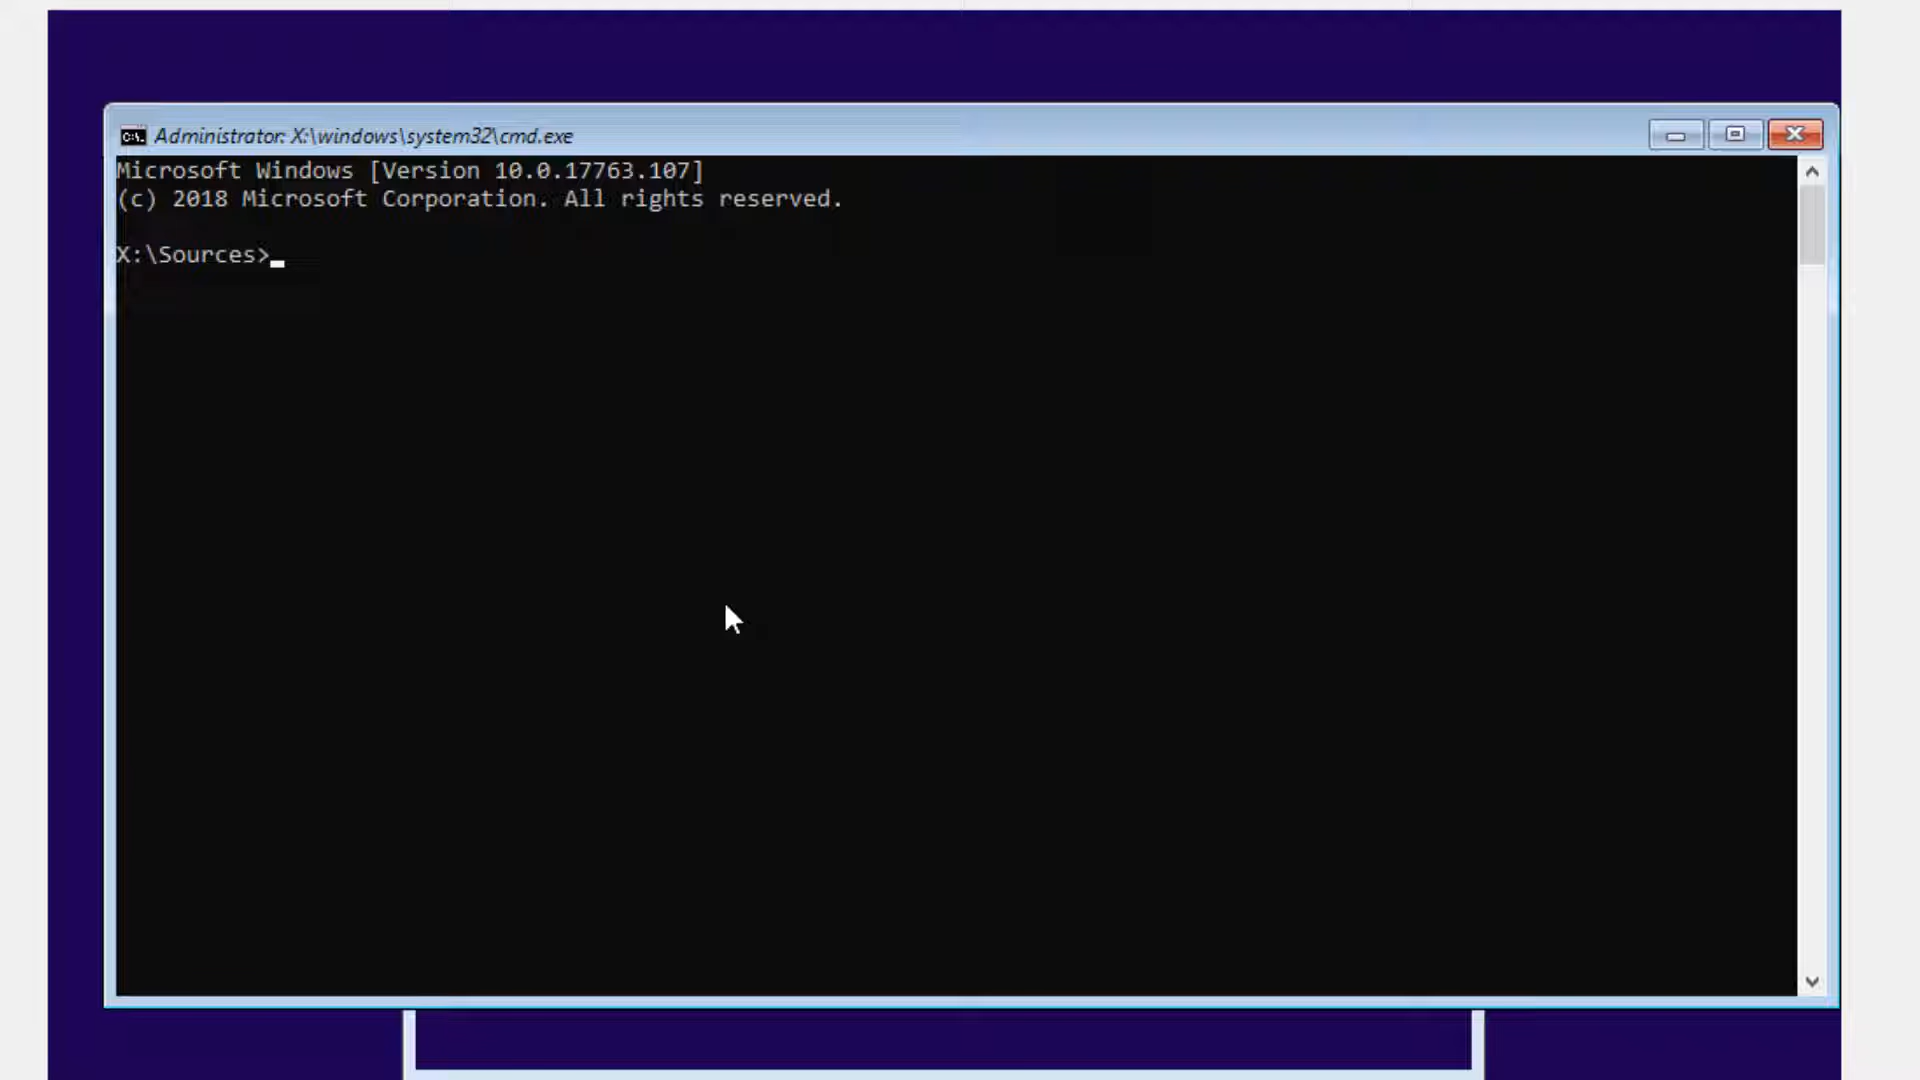 Administrator: X:\windows\system32\cmd.exe
Microsoft Windows [Version 10.0.17763.107]
(c) 2018 Microsoft Corporation. All rights reserved.
X:\Sources>